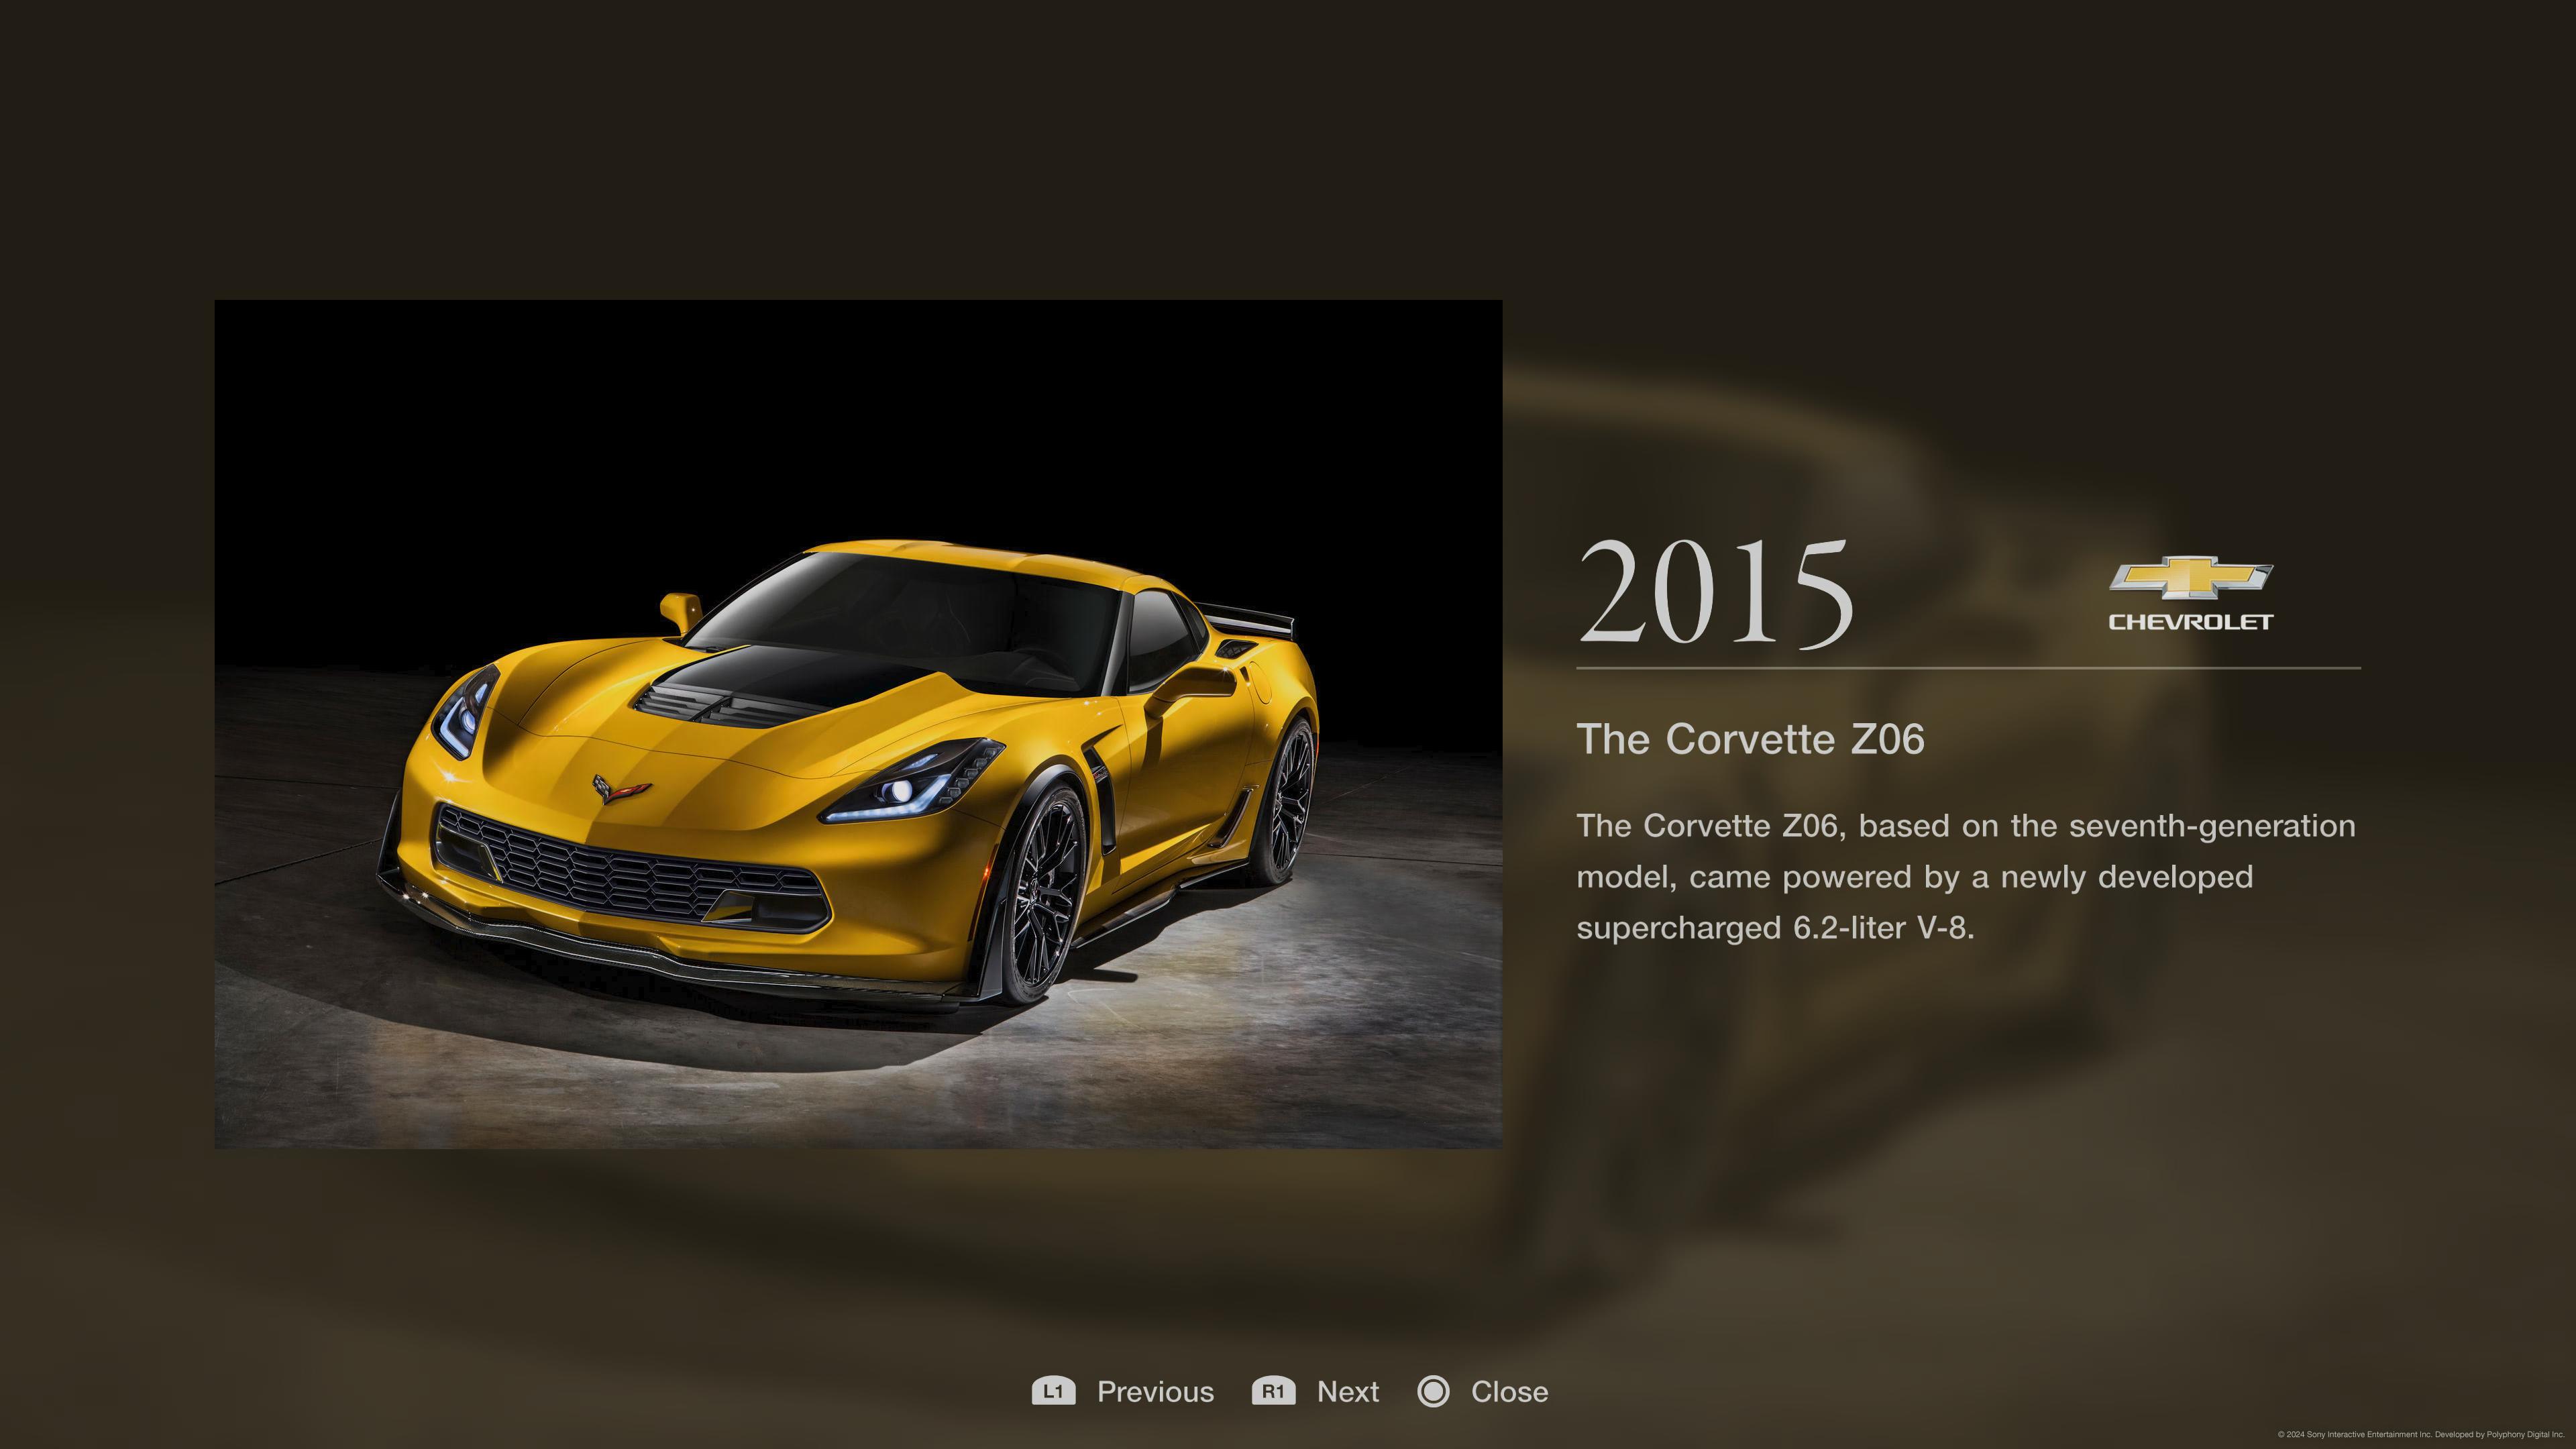 2015
CHEVROLET
The Corvette Z06
The Corvette Z06, based on the seventh-generation
model, came powered by a newly developed
supercharged 6.2-liter V-8.
L1 Previous R1 Next Close
© 2024 Sony Interactive Entertainment Inc. Developed by Polyphony Digital Inc.